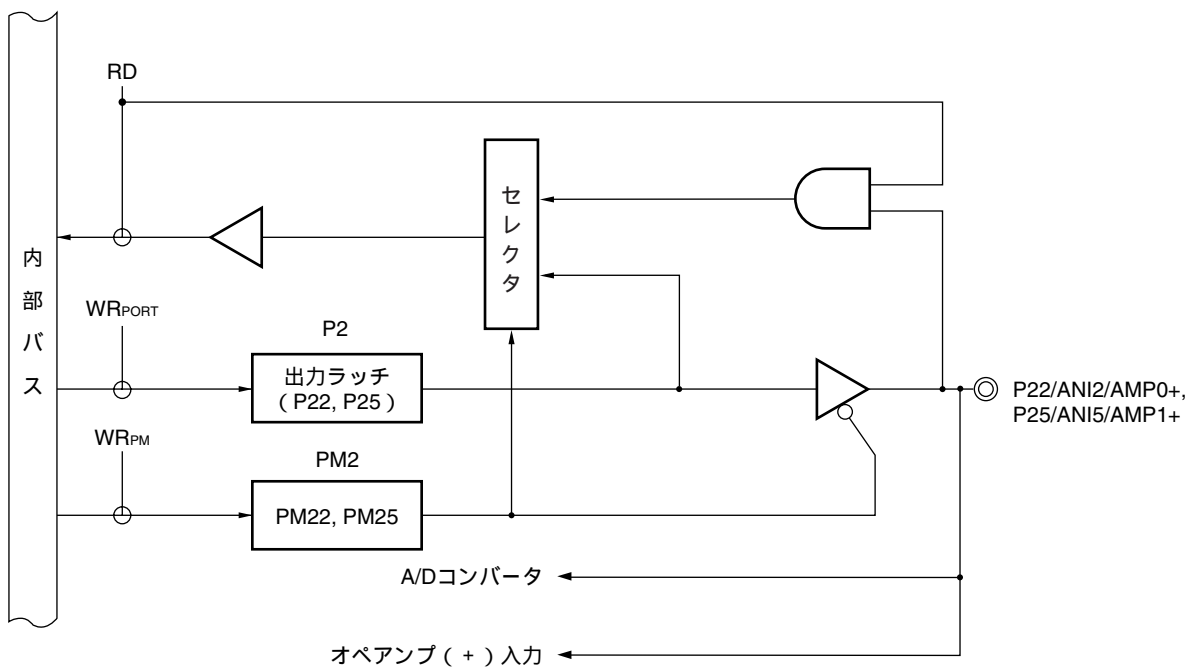 RD
セレクタ
内部バス
WRPORT
P2
出力ラッチ
( P22, P25 )
P22/ANI2/AMP0+,
P25/ANI5/AMP1+
WRPM
PM2
PM22, PM25
A/Dコンバータ
オペアンプ ( + ) 入力